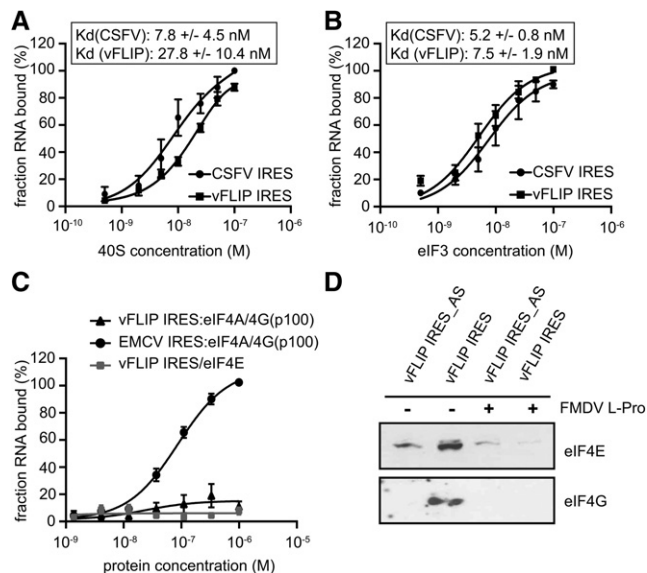 A
Kd(CSFV): 7.8 +/- 4.5 nM
Kd (vFLIP): 27.8 +/- 10.4 nM
fraction RNA bound (%)
100
80
60
40
20
0
CSFV IRES
vFLIP IRES
10-10
10-9
10-8
10-7
10-6
40S concentration (M)
B
Kd(CSFV): 5.2 +/- 0.8 nM
Kd (vFLIP): 7.5 +/- 1.9 nM
fraction RNA bound (%)
100
80
60
40
20
0
CSFV IRES
vFLIP IRES
10-10
10-9
10-8
10-7
10-6
eIF3 concentration (M)
C
vFLIP IRES:eIF4A/4G(p100)
EMCV IRES:eIF4A/4G(p100)
vFLIP IRES/eIF4E
fraction RNA bound (%)
100
80
60
40
20
0
10-9
10-8
10-7
10-6
10-5
protein concentration (M)
D
vFLIP IRES_AS
vFLIP IRES
vFLIP IRES_AS
vFLIP IRES
- - + + FMDV L-Pro
eIF4E
eIF4G